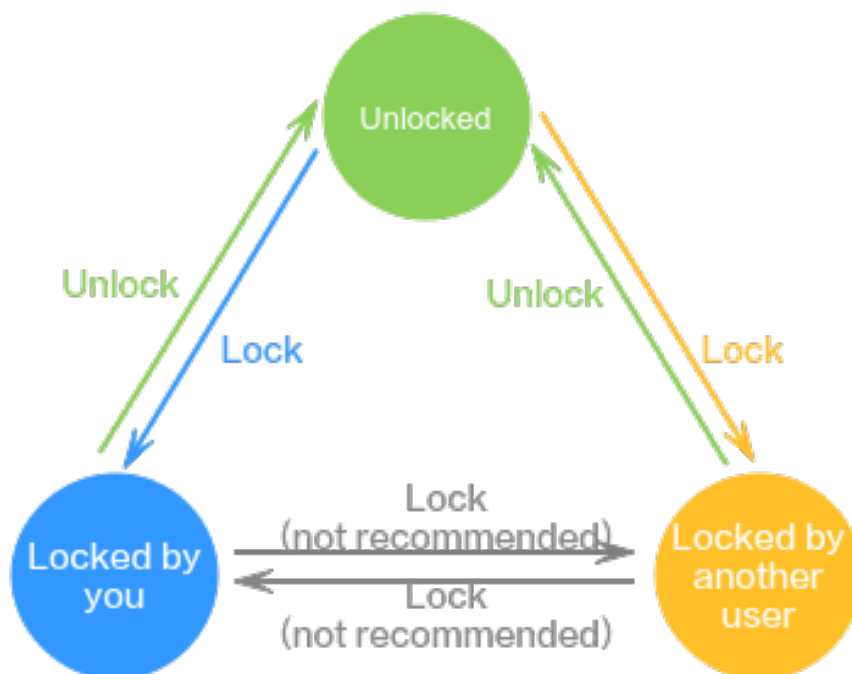 Unlocked
Unlock
Unlock
Lock
Lock
Lock
(not recommended)
Locked by
you
Locked by
another
user
Lock
(not recommended)